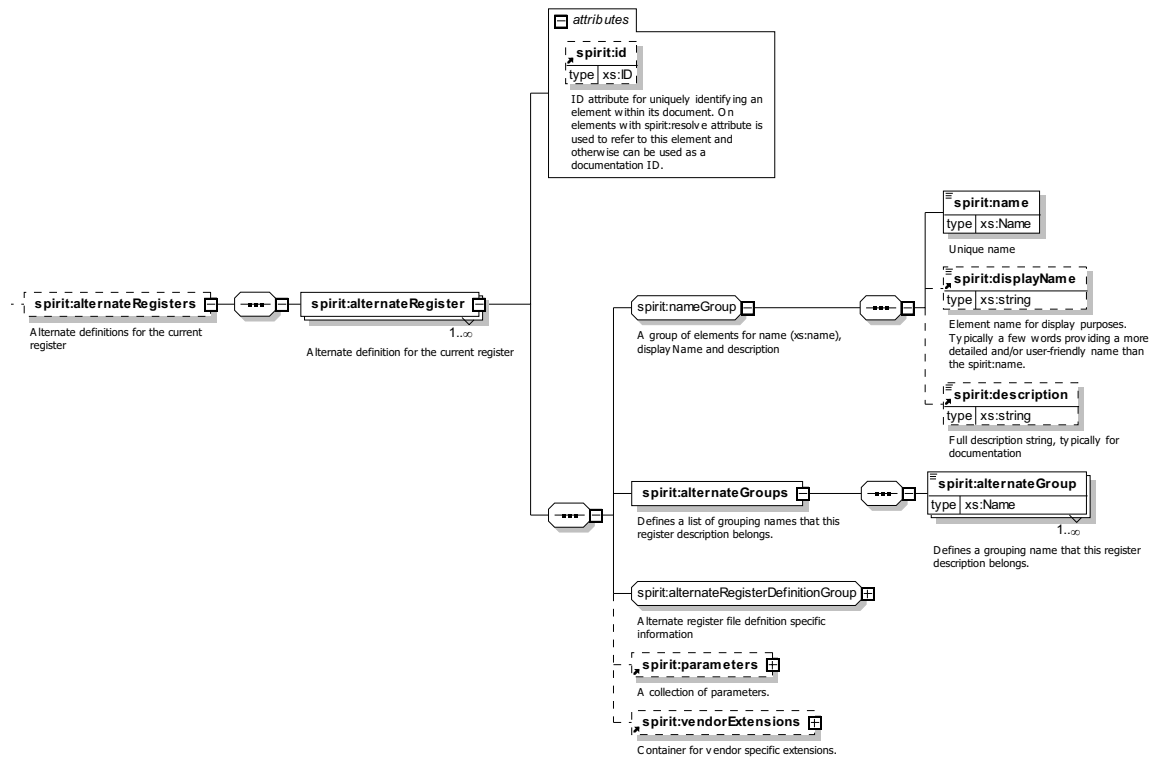 attributes
spirit:id
type xs:ID
ID attribute for uniquely identifying an
element within its document. On
elements with spirit:resolve attribute is
used to refer to this element and
otherwise can be used as a
documentation ID.
spirit:alternateRegisters
Alternate definitions for the current
register
spirit:alternateRegister
1..∞
Alternate definition for the current register
spirit:nameGroup
A group of elements for name (xs:name),
displayName and description
spirit:name
type xs:Name
Unique name
spirit:displayName
type xs:string
Element name for display purposes.
Typically a few words providing a more
detailed and/or user-friendly name than
the spirit:name.
spirit:description
type xs:string
Full description string, typically for
documentation
spirit:alternateGroups
Defines a list of grouping names that this
register description belongs.
spirit:alternateGroup
type xs:Name
1..∞
Defines a grouping name that this register
description belongs.
spirit:alternateRegisterDefinitionGroup
Alternate register file defnition specific
information
spirit:parameters
A collection of parameters.
spirit:vendorExtensions
Container for vendor specific extensions.